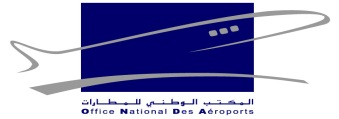 المكتب الوطني للمطارات
Office National Des Aéroports